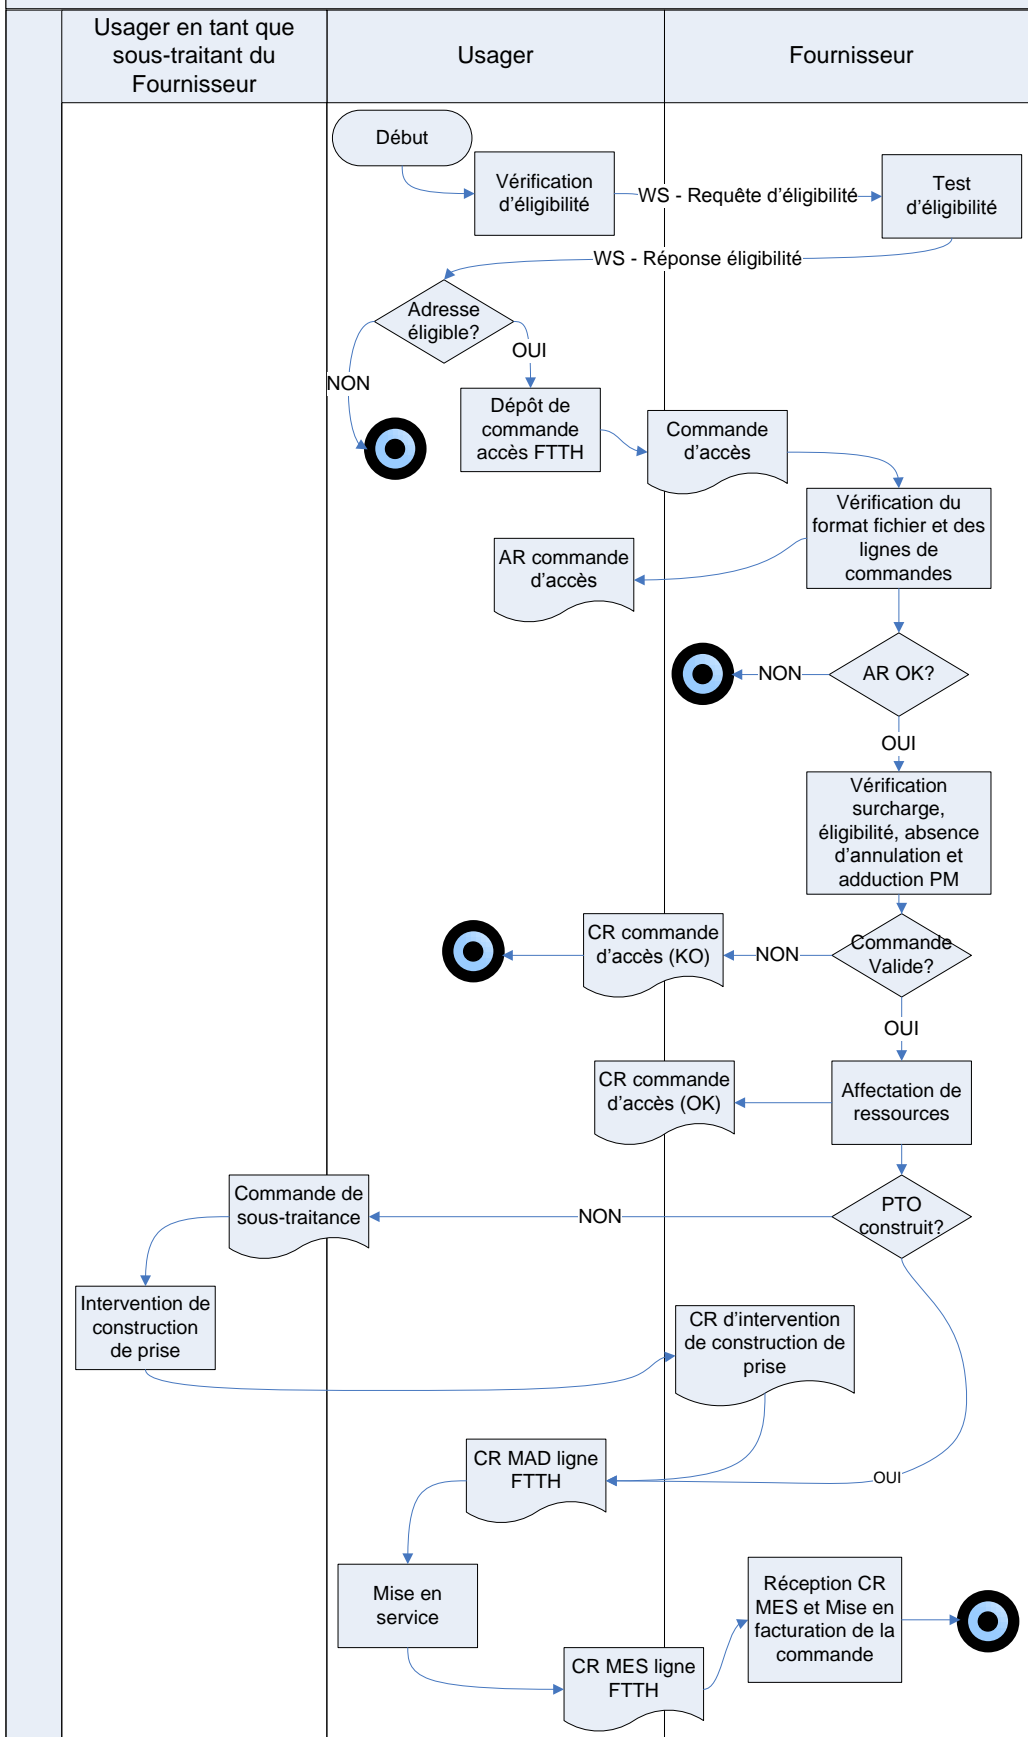 Usager en tant que
sous-traitant du
Fournisseur
Usager
Fournisseur
Début
Vérification
d'éligibilité
WS - Requête d'éligibilité
Test
d'éligibilité
WS - Réponse éligibilité
Adresse
éligible?
OUI
NON
Dépôt de
commande
accès FTTH
Commande
d'accès
Vérification du
format fichier et des
lignes de
commandes
AR commande
d'accès
NON
AR OK?
OUI
Vérification
surcharge,
éligibilité, absence
d'annulation et
adduction PM
CR commande
d'accès (KO)
NON
Commande
Valide?
OUI
CR commande
d'accès (OK)
Affectation de
ressources
Commande de
sous-traitance
NON
PTO
construit?
Intervention de
construction
de prise
CR d'intervention
de construction de
prise
CR MAD ligne
FTTH
OUI
Mise en
service
Réception CR
MES et Mise en
facturation de la
commande
CR MES ligne
FTTH